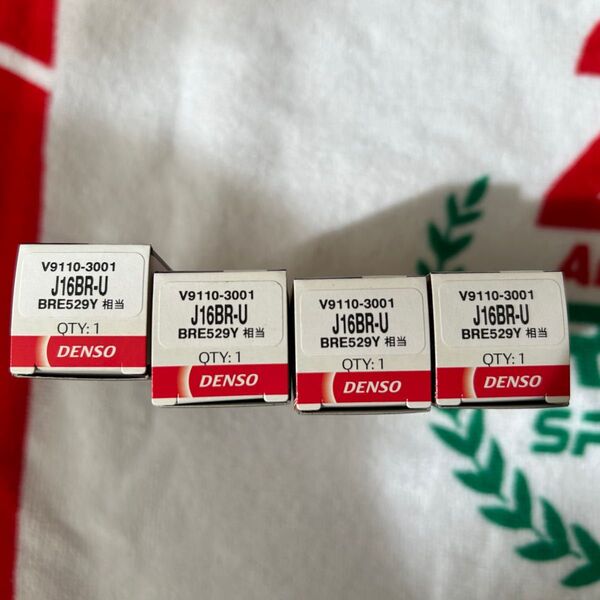 V9110-3001
J16BR-U
BRE529Y 相当
QTY: 1
DENSO
V9110-3001
J16BR-U
BRE529Y 相当
QTY: 1
DENSO
V9110-3001
J16BR-U
BRE529Y 相当
QTY: 1
DENSO
V9110-3001
J16BR-U
BRE529Y 相当
QTY: 1
DENSO